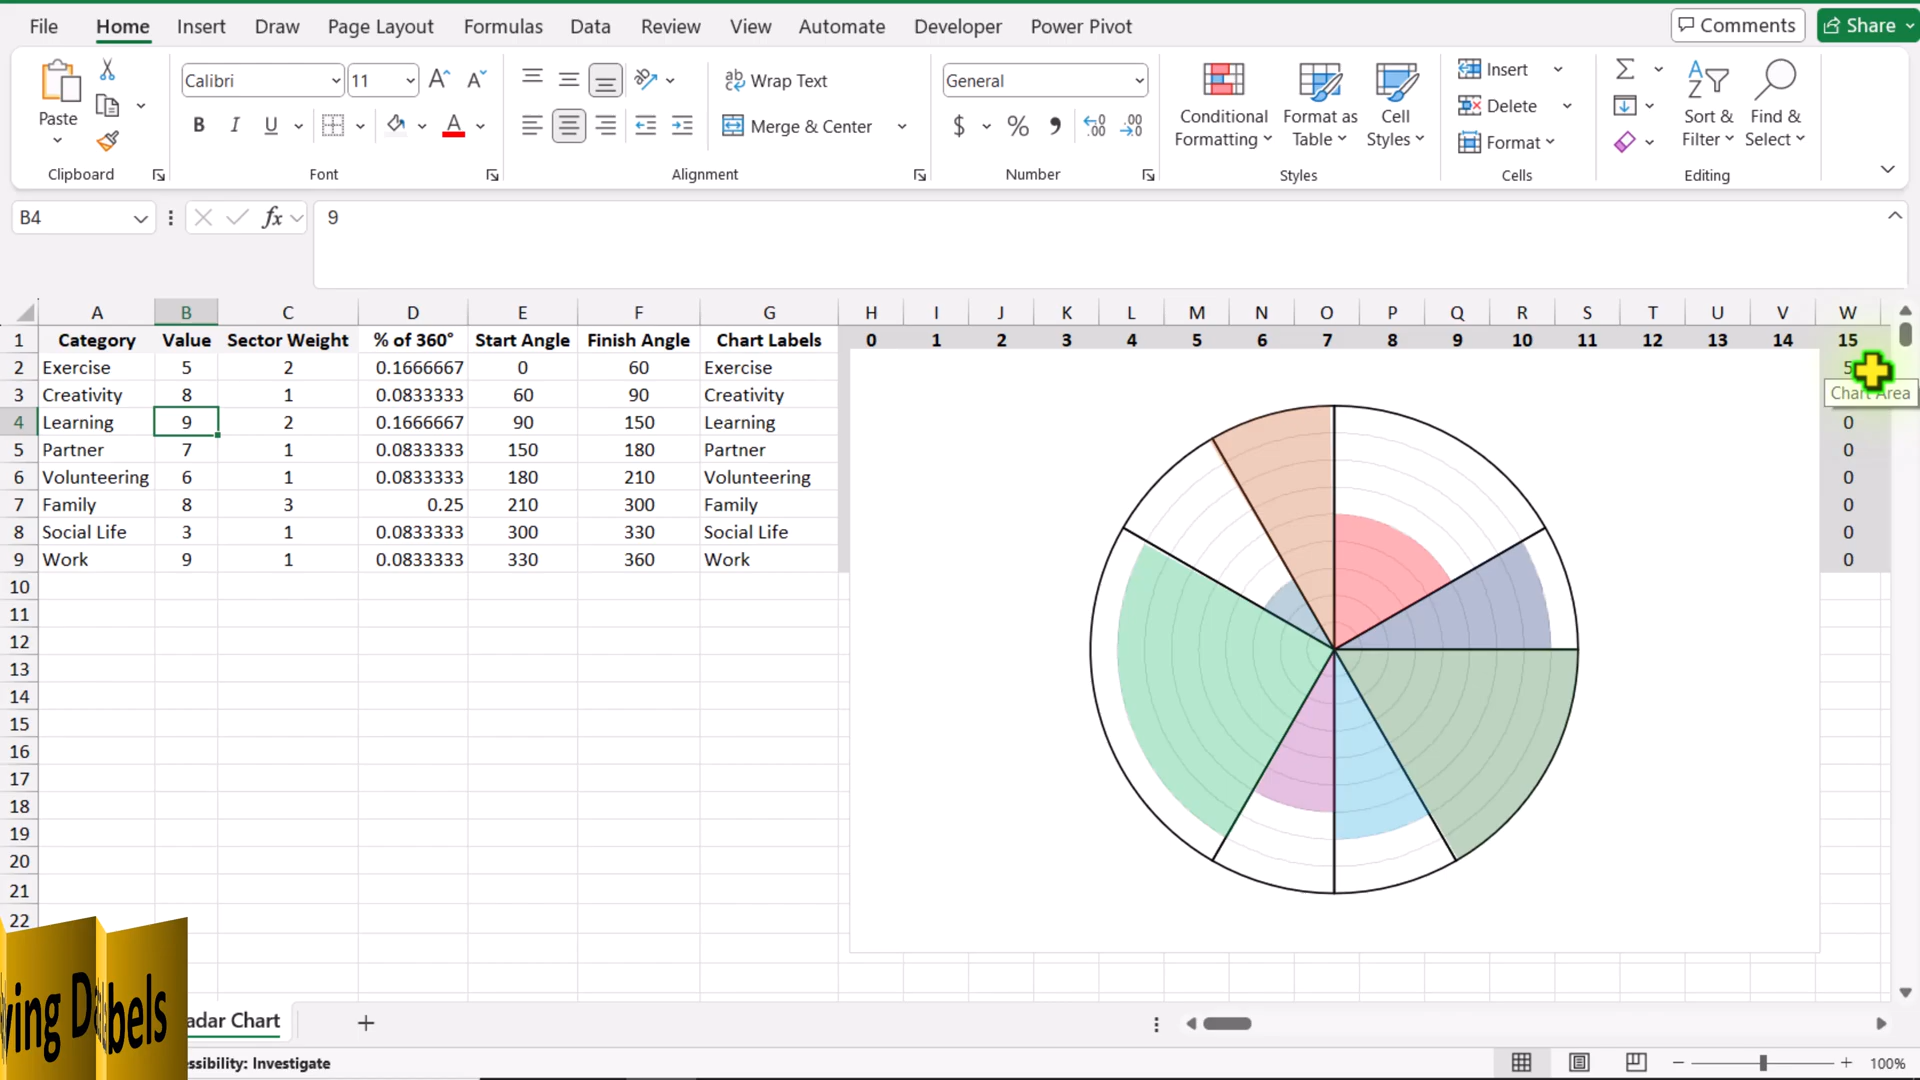 File Home Insert Draw Page Layout Formulas Data Review View Automate Developer Power Pivot Comments Share
Calibri 11 Wrap Text General Insert
Paste B I U A Merge & Center $ % Conditional Formatting Format as Table Cell Styles Delete Format Sort & Filter Find & Select
Clipboard Font Alignment Number Styles Cells Editing
B4 fx 9
A B C D E F G H I J K L M N O P Q R S T U V W
1 Category Value Sector Weight % of 360° Start Angle Finish Angle Chart Labels 0 1 2 3 4 5 6 7 8 9 10 11 12 13 14 15
2 Exercise 5 2 0.1666667 0 60 Exercise 5
3 Creativity 8 1 0.0833333 60 90 Creativity Chart Area
4 Learning 9 2 0.1666667 90 150 Learning 0
5 Partner 7 1 0.0833333 150 180 Partner 0
6 Volunteering 6 1 0.0833333 180 210 Volunteering 0
7 Family 8 3 0.25 210 300 Family 0
8 Social Life 3 1 0.0833333 300 330 Social Life 0
9 Work 9 1 0.0833333 330 360 Work 0
10
11
12
13
14
15
16
17
18
19
20
21
22
adar Chart
ssibility: Investigate 100%